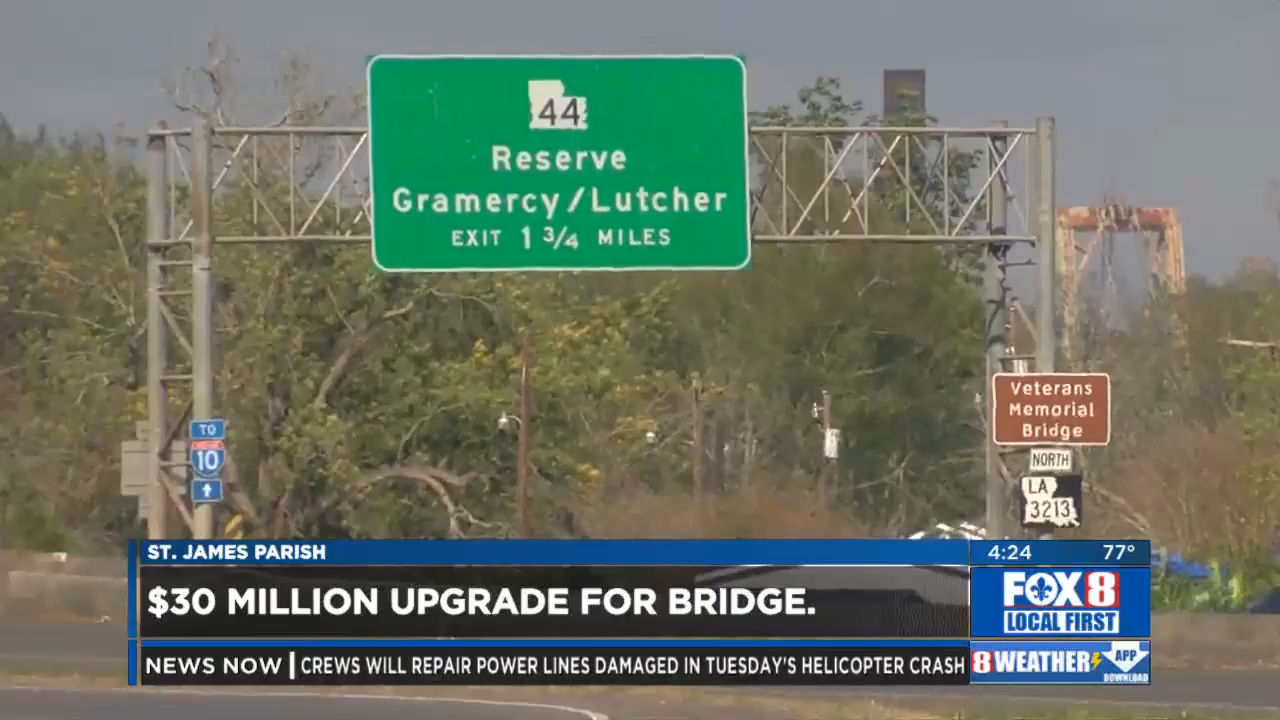 44
Reserve
Gramercy/Lutcher
EXIT 1 3/4 MILES
Veterans
Memorial
Bridge
TO
10
NORTH
LA
3213
ST. JAMES PARISH
4:24 77°
$30 MILLION UPGRADE FOR BRIDGE.
FOX 8
LOCAL FIRST
NEWS NOW | CREWS WILL REPAIR POWER LINES DAMAGED IN TUESDAY'S HELICOPTER CRASH
8 WEATHER APP
DOWNLOAD